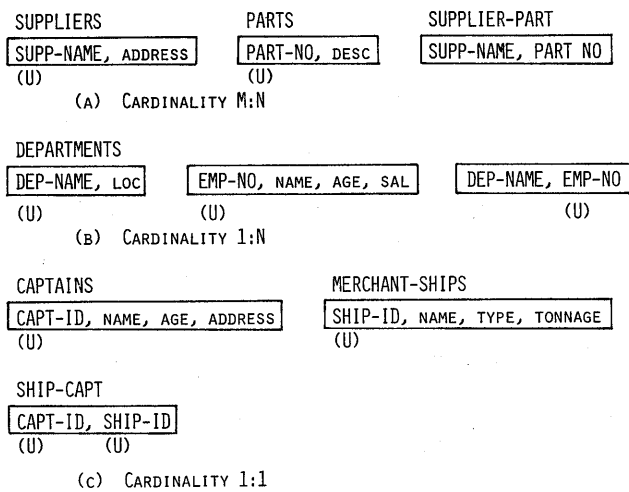 SUPPLIERS PARTS SUPPLIER-PART
SUPP-NAME, ADDRESS PART-NO, DESC SUPP-NAME, PART NO
(U) (U)
(A) CARDINALITY M:N
DEPARTMENTS
DEP-NAME, LOC EMP-NO, NAME, AGE, SAL DEP-NAME, EMP-NO
(U) (U) (U)
(B) CARDINALITY 1:N
CAPTAINS MERCHANT-SHIPS
CAPT-ID, NAME, AGE, ADDRESS SHIP-ID, NAME, TYPE, TONNAGE
(U) (U)
SHIP-CAPT
CAPT-ID, SHIP-ID
(U) (U)
(C) CARDINALITY 1:1